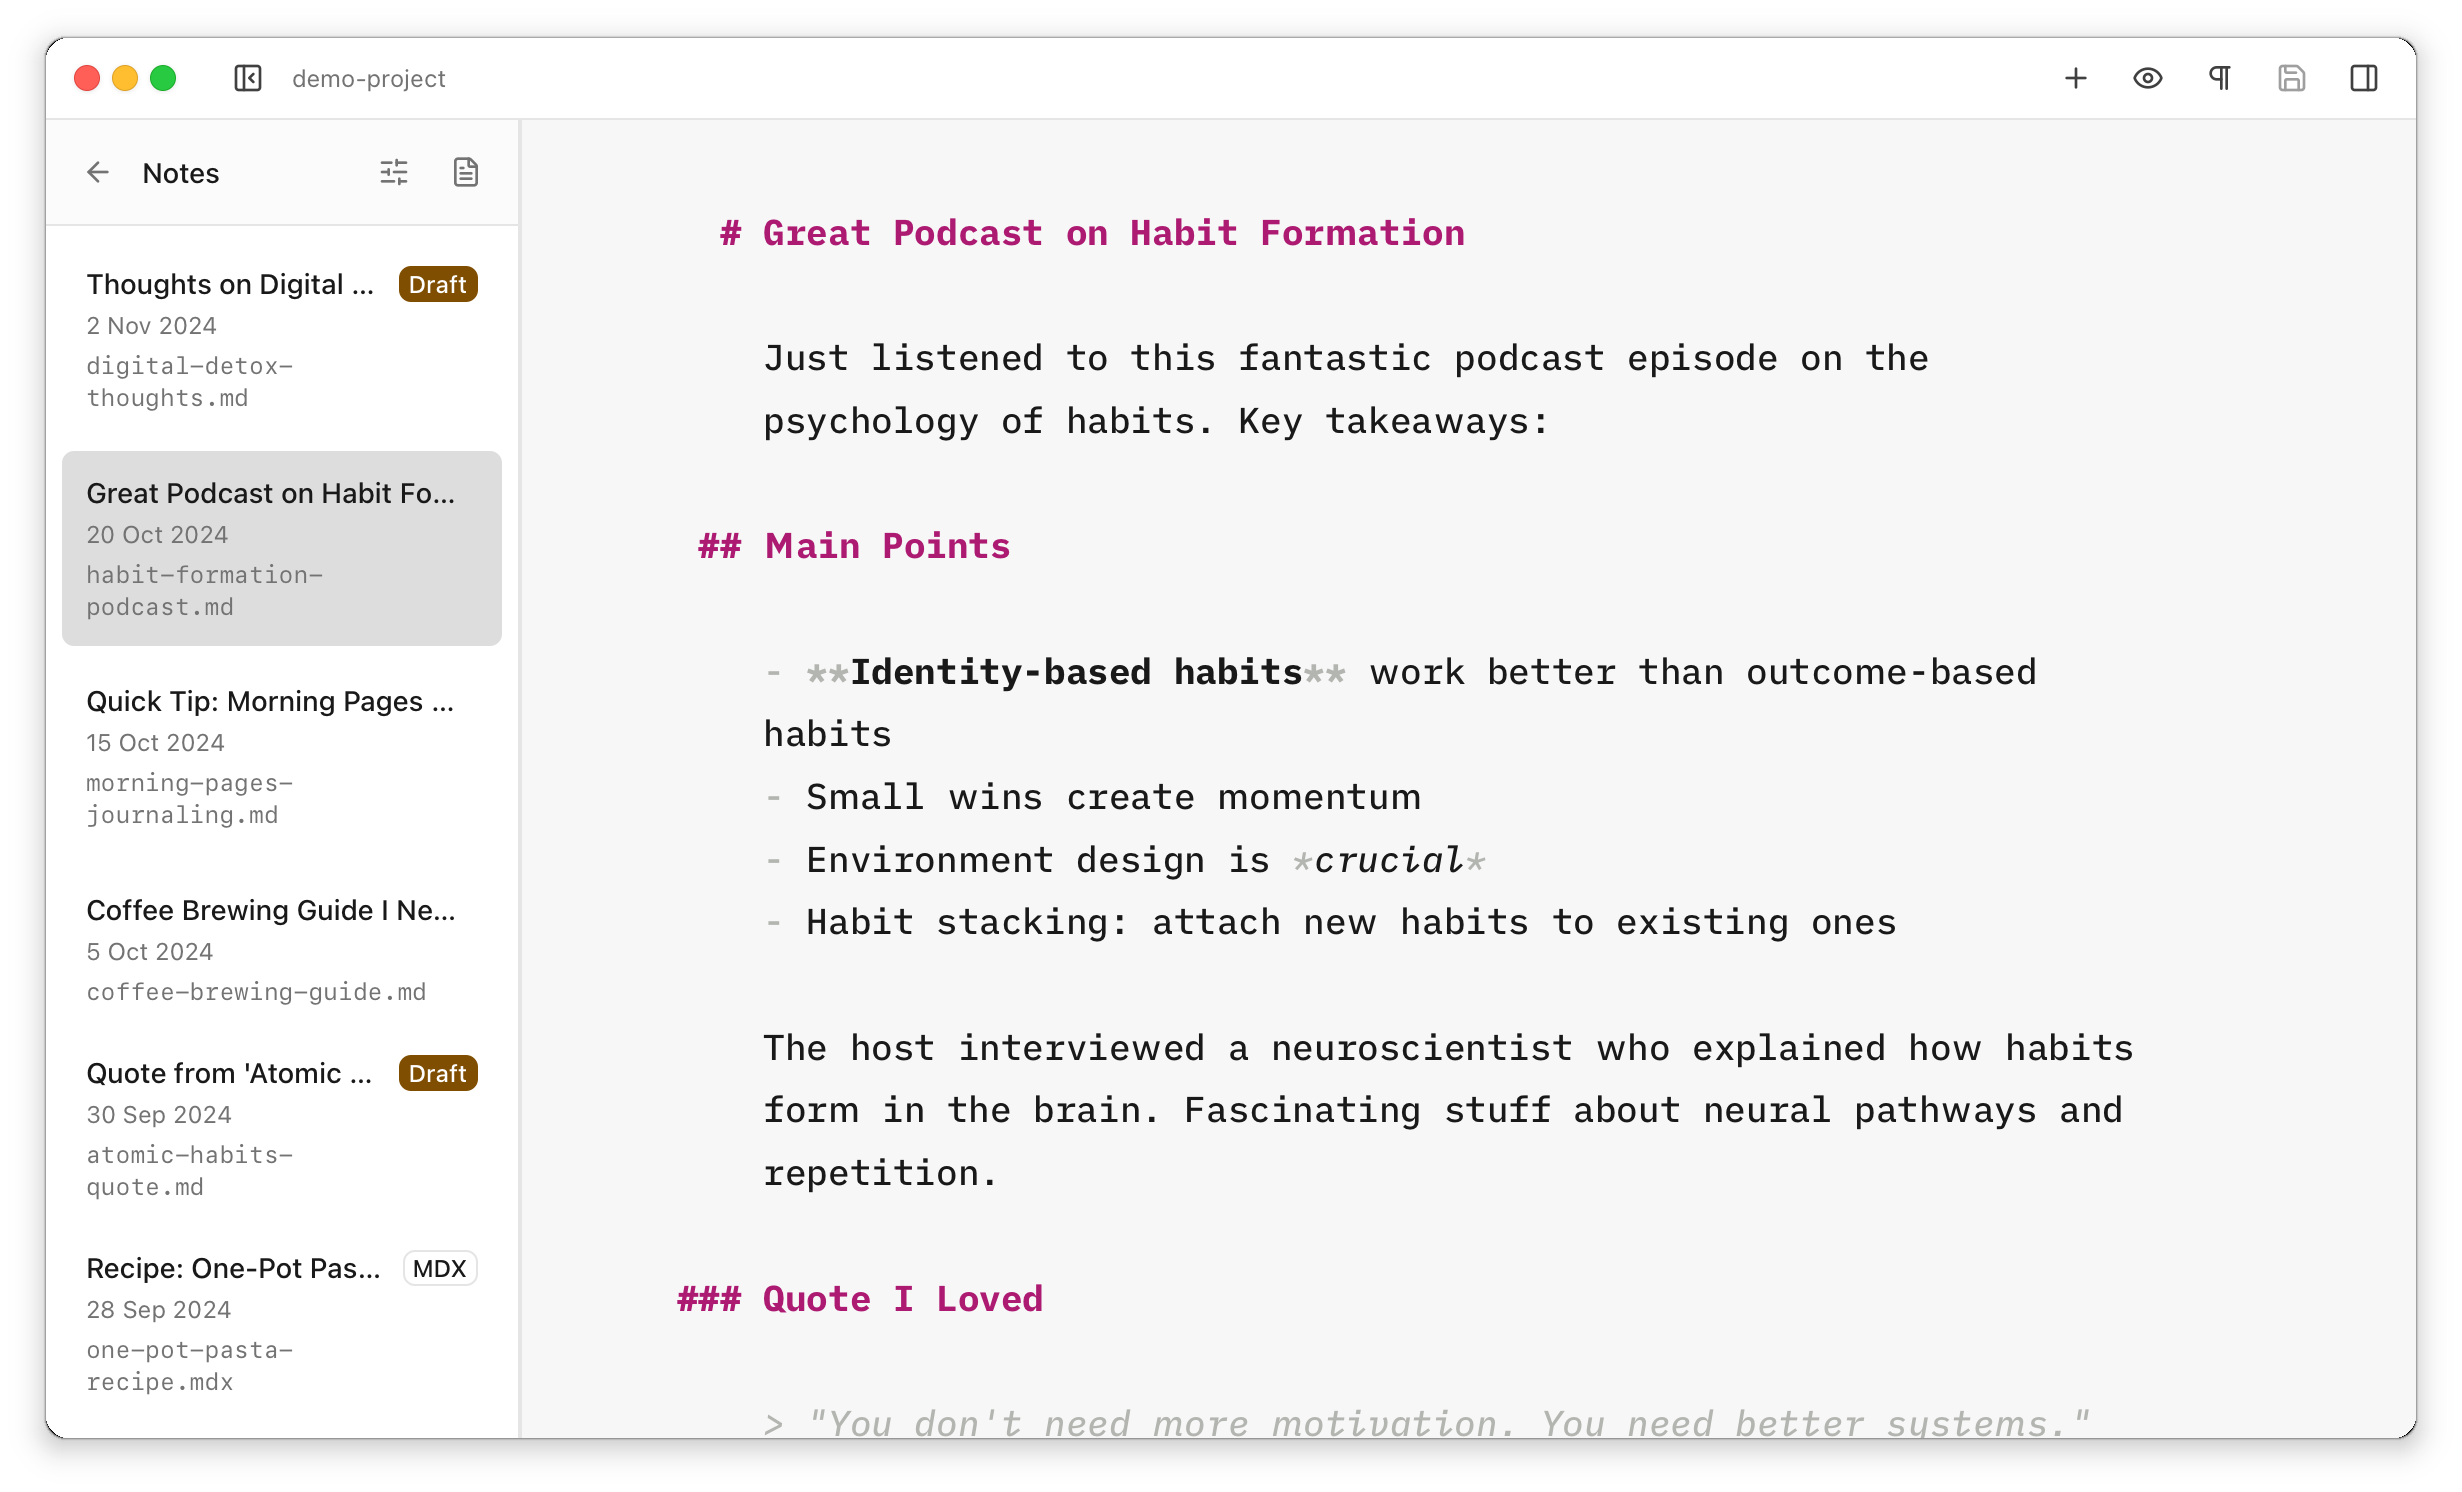 demo-project
Notes
Thoughts on Digital ... Draft
2 Nov 2024
digital-detox-
thoughts.md
Great Podcast on Habit Fo...
20 Oct 2024
habit-formation-
podcast.md
Quick Tip: Morning Pages ...
15 Oct 2024
morning-pages-
journaling.md
Coffee Brewing Guide I Ne...
5 Oct 2024
coffee-brewing-guide.md
Quote from 'Atomic ... Draft
30 Sep 2024
atomic-habits-
quote.md
Recipe: One-Pot Pas... MDX
28 Sep 2024
one-pot-pasta-
recipe.mdx
# Great Podcast on Habit Formation
Just listened to this fantastic podcast episode on the
psychology of habits. Key takeaways:
## Main Points
- **Identity-based habits** work better than outcome-based
habits
- Small wins create momentum
- Environment design is *crucial*
- Habit stacking: attach new habits to existing ones
The host interviewed a neuroscientist who explained how habits
form in the brain. Fascinating stuff about neural pathways and
repetition.
### Quote I Loved
> "You don't need more motivation. You need better systems."